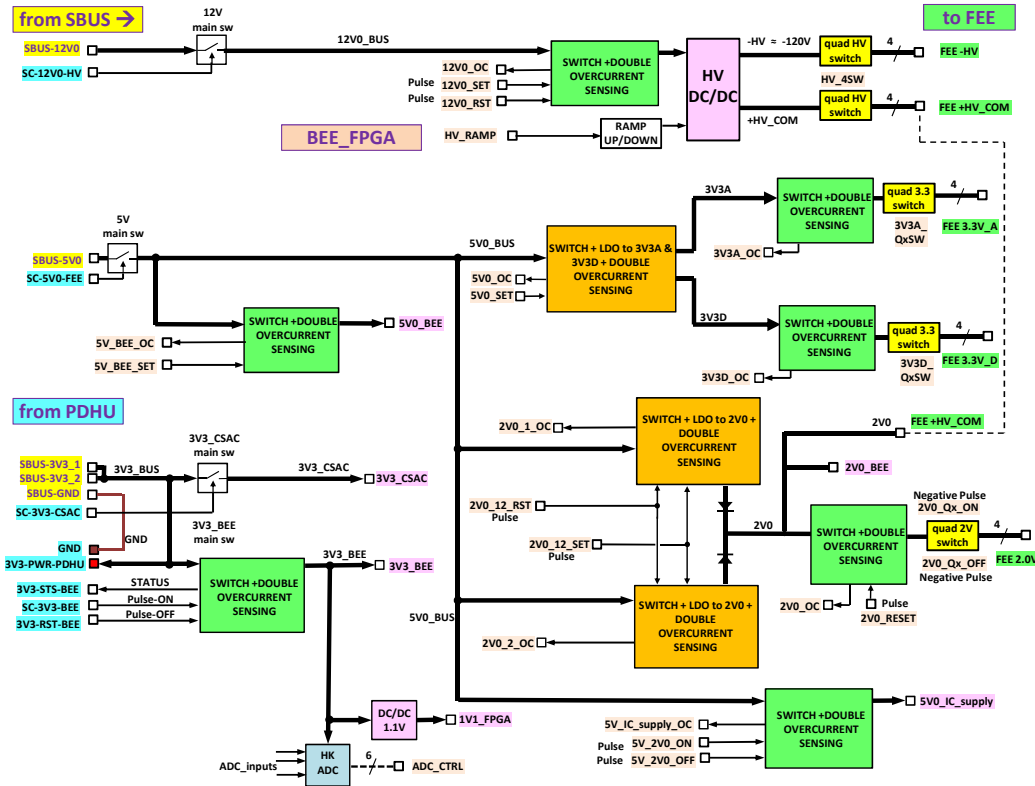 from SBUS →
12V
main sw
SBUS-12V0
SC-12V0-HV
12V0_BUS
12V0_OC
Pulse 12V0_SET
Pulse 12V0_RST
SWITCH +DOUBLE
OVERCURRENT
SENSING
BEE_FPGA
HV_RAMP
RAMP
UP/DOWN
HV
DC/DC
-HV ≈ -120V
+HV_COM
quad HV
switch
HV_4SW
quad HV
switch
4
4
to FEE
FEE -HV
FEE +HV_COM
5V
main sw
SBUS-5V0
SC-5V0-FEE
5V0_BUS
SWITCH +DOUBLE
OVERCURRENT
SENSING
5V0_BEE
5V_BEE_OC
5V_BEE_SET
5V0_OC
5V0_SET
SWITCH + LDO to 3V3A &
3V3D + DOUBLE
OVERCURRENT
SENSING
3V3A
SWITCH +DOUBLE
OVERCURRENT
SENSING
3V3A_OC
quad 3.3
switch
4
3V3A_
QxSW
FEE 3.3V_A
3V3D
SWITCH +DOUBLE
OVERCURRENT
SENSING
3V3D_OC
quad 3.3
switch
4
3V3D_
QxSW
FEE 3.3V_D
from PDHU
3V3_CSAC
main sw
SBUS-3V3_1
SBUS-3V3_2
SBUS-GND
SC-3V3-CSAC
3V3_BUS
3V3_CSAC
3V3_CSAC
GND
GND
3V3-PWR-PDHU
3V3_BEE
main sw
3V3-STS-BEE
SC-3V3-BEE
3V3-RST-BEE
STATUS
Pulse-ON
Pulse-OFF
SWITCH +DOUBLE
OVERCURRENT
SENSING
3V3_BEE
3V3_BEE
5V0_BUS
DC/DC
1.1V
1V1_FPGA
ADC_inputs
HK
ADC
6
ADC_CTRL
2V0_1_OC
SWITCH + LDO to 2V0 +
DOUBLE
OVERCURRENT
SENSING
2V0_12_RST
Pulse
2V0_12_SET
Pulse
SWITCH + LDO to 2V0 +
DOUBLE
OVERCURRENT
SENSING
2V0_2_OC
2V0
2V0
FEE +HV_COM
2V0_BEE
SWITCH +DOUBLE
OVERCURRENT
SENSING
2V0_OC
Pulse
2V0_RESET
Negative Pulse
2V0_Qx_ON
quad 2V
switch
4
2V0_Qx_OFF
Negative Pulse
FEE 2.0V
SWITCH +DOUBLE
OVERCURRENT
SENSING
5V0_IC_supply
5V_IC_supply_OC
Pulse 5V_2V0_ON
Pulse 5V_2V0_OFF